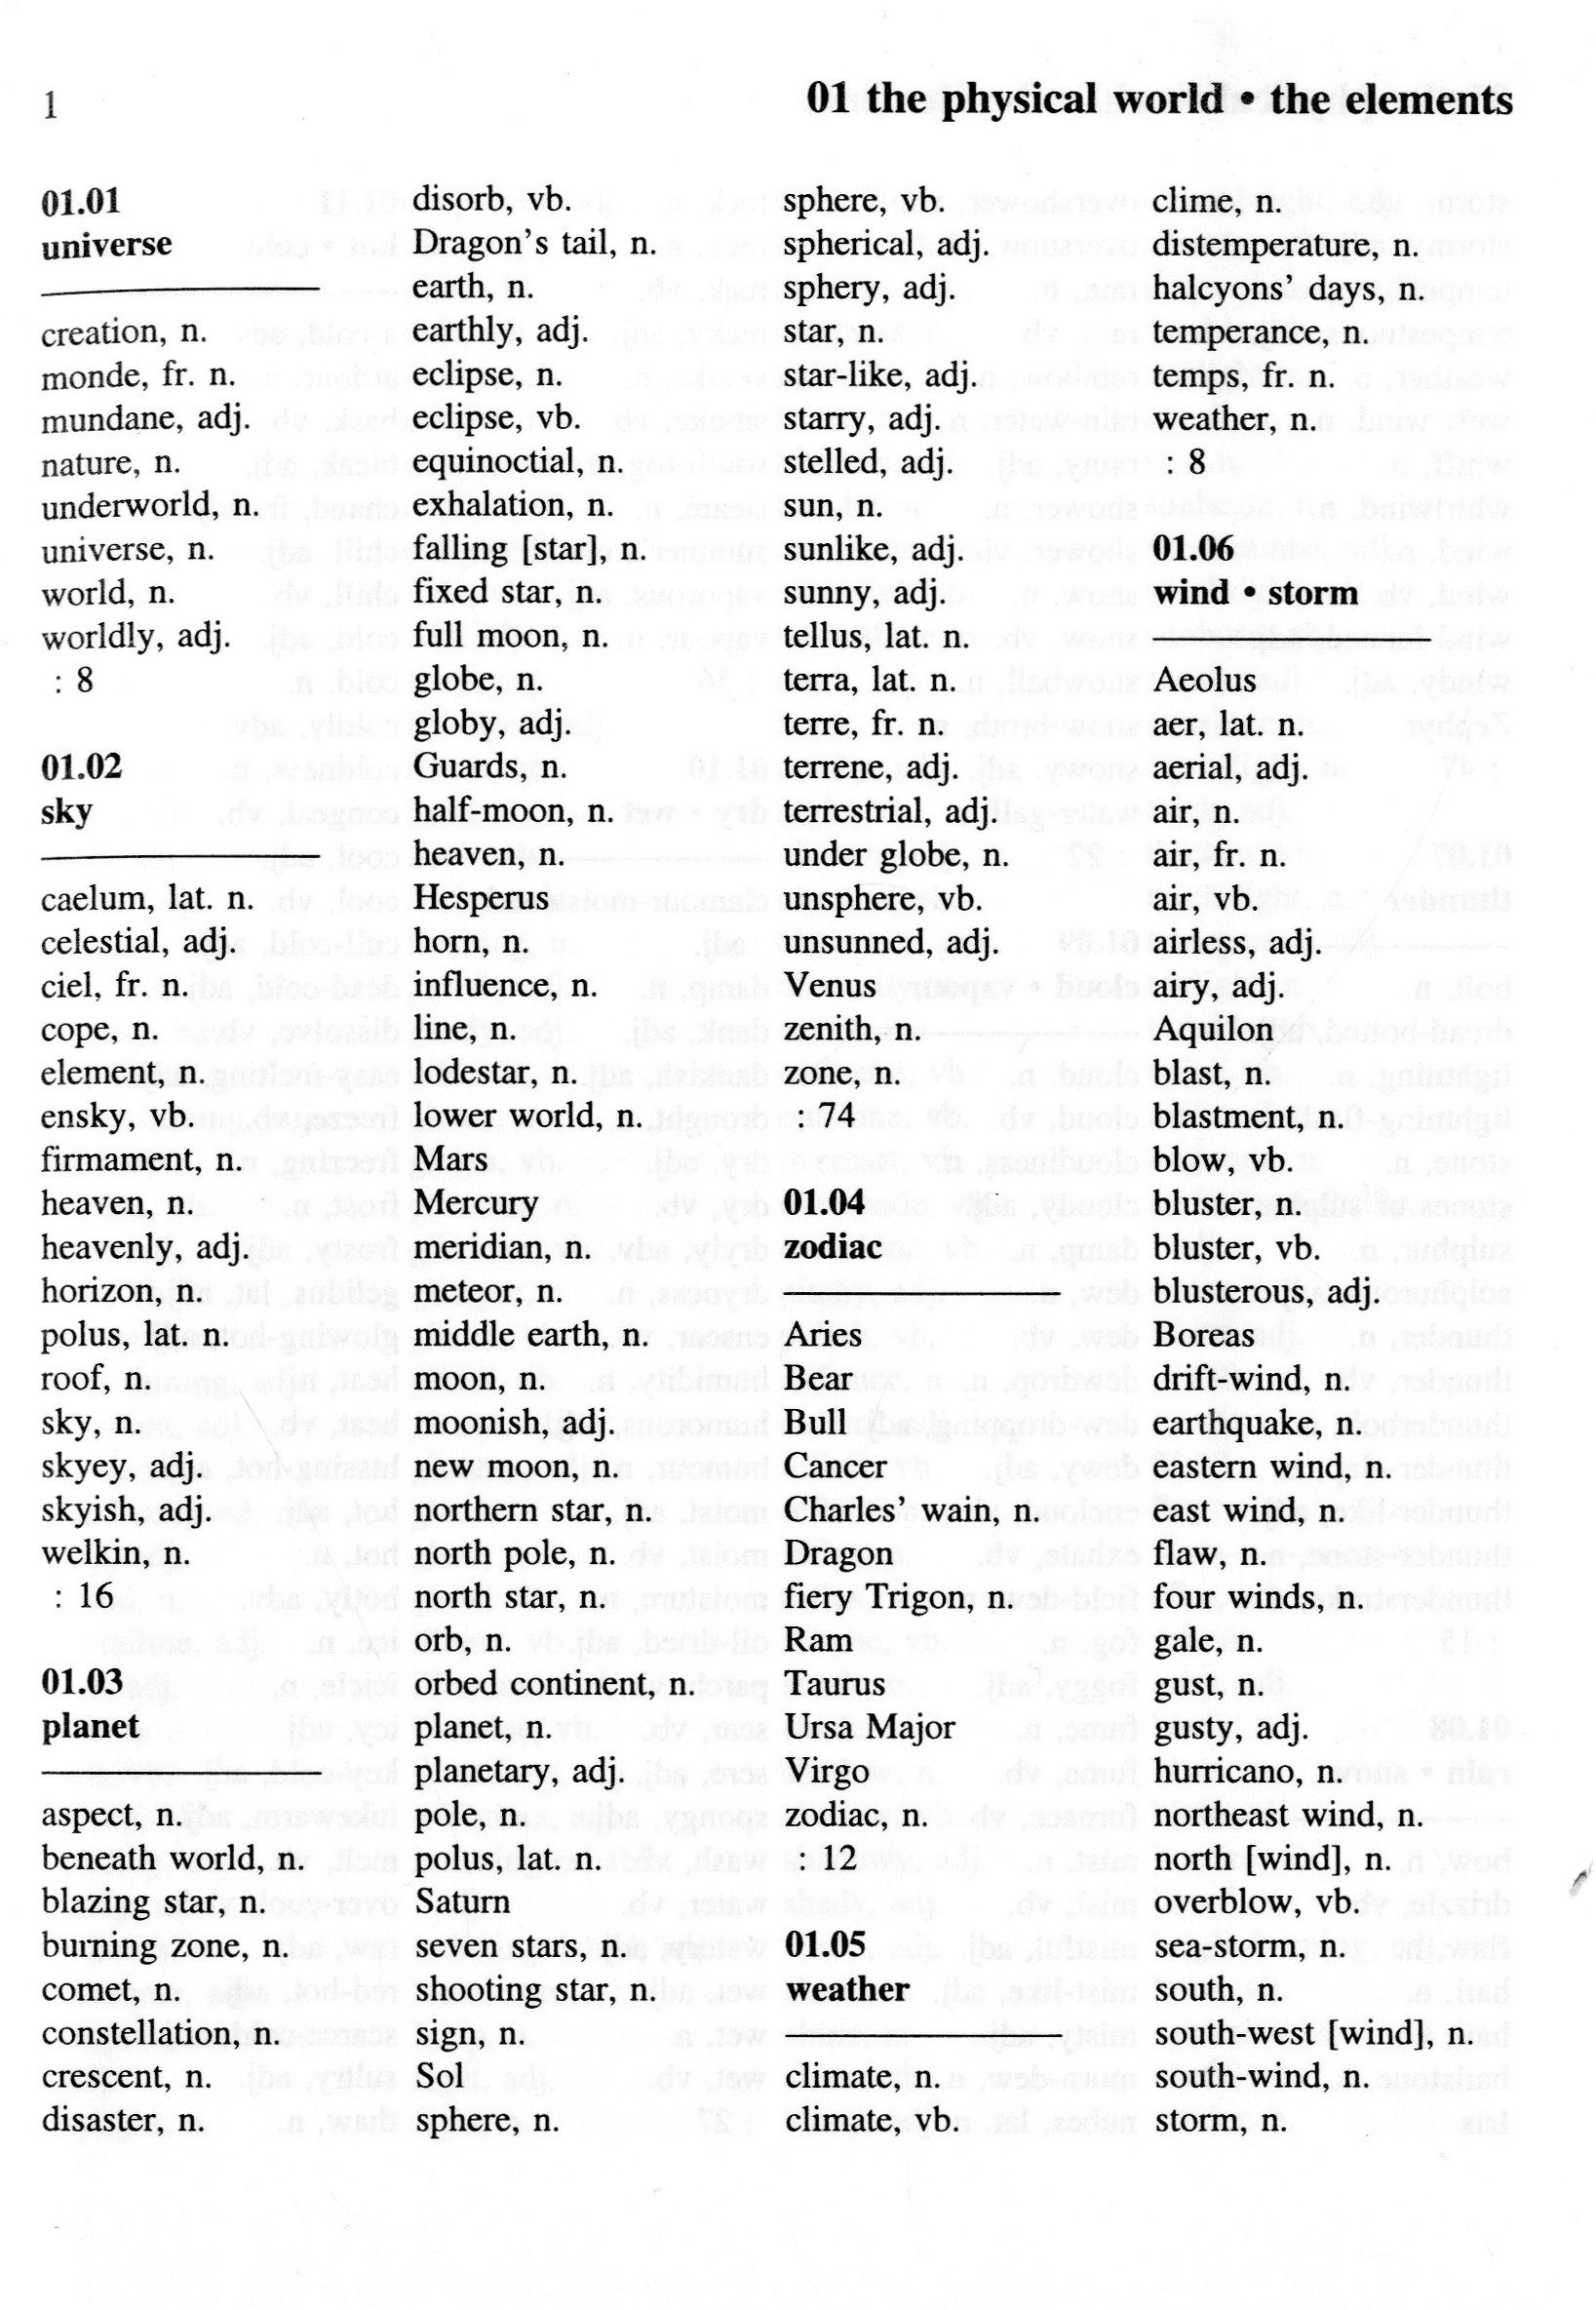 1
01 the physical world • the elements
01.01
universe
creation, n.
monde, fr. n.
mundane, adj.
nature, n.
underworld, n.
universe, n.
world, n.
worldly, adj.
: 8
01.02
sky
caelum, lat. n.
celestial, adj.
ciel, fr. n.
cope, n.
element, n.
ensky, vb.
firmament, n.
heaven, n.
heavenly, adj.
horizon, n.
polus, lat. n.
roof, n.
sky, n.
skyey, adj.
skyish, adj.
welkin, n.
: 16
01.03
planet
aspect, n.
beneath world, n.
blazing star, n.
burning zone, n.
comet, n.
constellation, n.
crescent, n.
disaster, n.
disorb, vb.
Dragon's tail, n.
earth, n.
earthly, adj.
eclipse, n.
eclipse, vb.
equinoctial, n.
exhalation, n.
falling [star], n.
fixed star, n.
full moon, n.
globe, n.
globy, adj.
Guards, n.
half-moon, n.
heaven, n.
Hesperus
horn, n.
influence, n.
line, n.
lodestar, n.
lower world, n.
Mars
Mercury
meridian, n.
meteor, n.
middle earth, n.
moon, n.
moonish, adj.
new moon, n.
northern star, n.
north pole, n.
north star, n.
orb, n.
orbed continent, n.
planet, n.
planetary, adj.
pole, n.
polus, lat. n.
Saturn
seven stars, n.
shooting star, n.
sign, n.
Sol
sphere, n.
sphere, vb.
spherical, adj.
sphery, adj.
star, n.
star-like, adj.
starry, adj.
stelled, adj.
sun, n.
sunlike, adj.
sunny, adj.
tellus, lat. n.
terra, lat. n.
terre, fr. n.
terrene, adj.
terrestrial, adj.
under globe, n.
unsphere, vb.
unsunned, adj.
Venus
zenith, n.
zone, n.
: 74
01.04
zodiac
Aries
Bear
Bull
Cancer
Charles' wain, n.
Dragon
fiery Trigon, n.
Ram
Taurus
Ursa Major
Virgo
zodiac, n.
: 12
01.05
weather
climate, n.
climate, vb.
clime, n.
distemperature, n.
halcyons' days, n.
temperance, n.
temps, fr. n.
weather, n.
: 8
01.06
wind • storm
Aeolus
aer, lat. n.
aerial, adj.
air, n.
air, fr. n.
air, vb.
airless, adj.
airy, adj.
Aquilon
blast, n.
blastment, n.
blow, vb.
bluster, n.
bluster, vb.
blusterous, adj.
Boreas
drift-wind, n.
earthquake, n.
eastern wind, n.
east wind, n.
flaw, n.
four winds, n.
gale, n.
gust, n.
gusty, adj.
hurricano, n.
northeast wind, n.
north [wind], n.
overblow, vb.
sea-storm, n.
south, n.
south-west [wind], n.
south-wind, n.
storm, n.